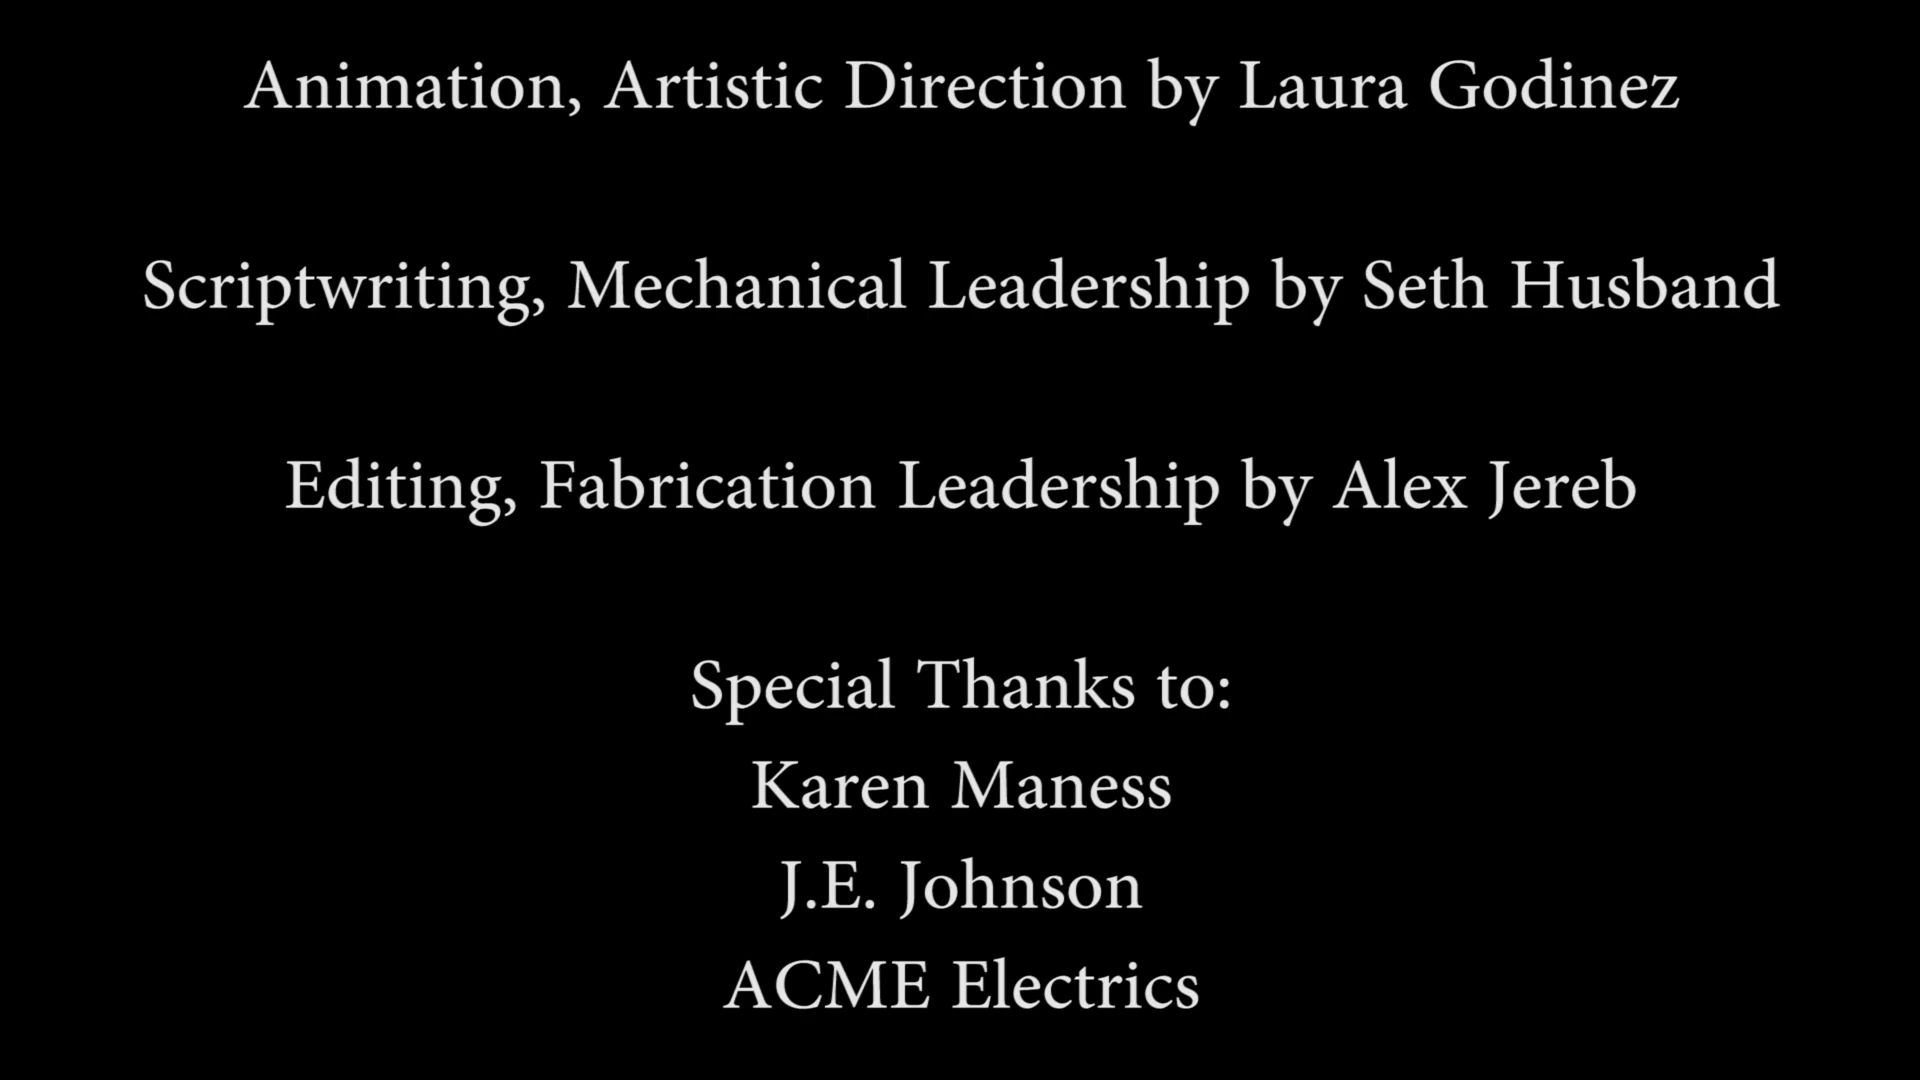 Animation, Artistic Direction by Laura Godinez
Scriptwriting, Mechanical Leadership by Seth Husband
Editing, Fabrication Leadership by Alex Jereb
Special Thanks to:
Karen Maness
J.E. Johnson
ACME Electrics